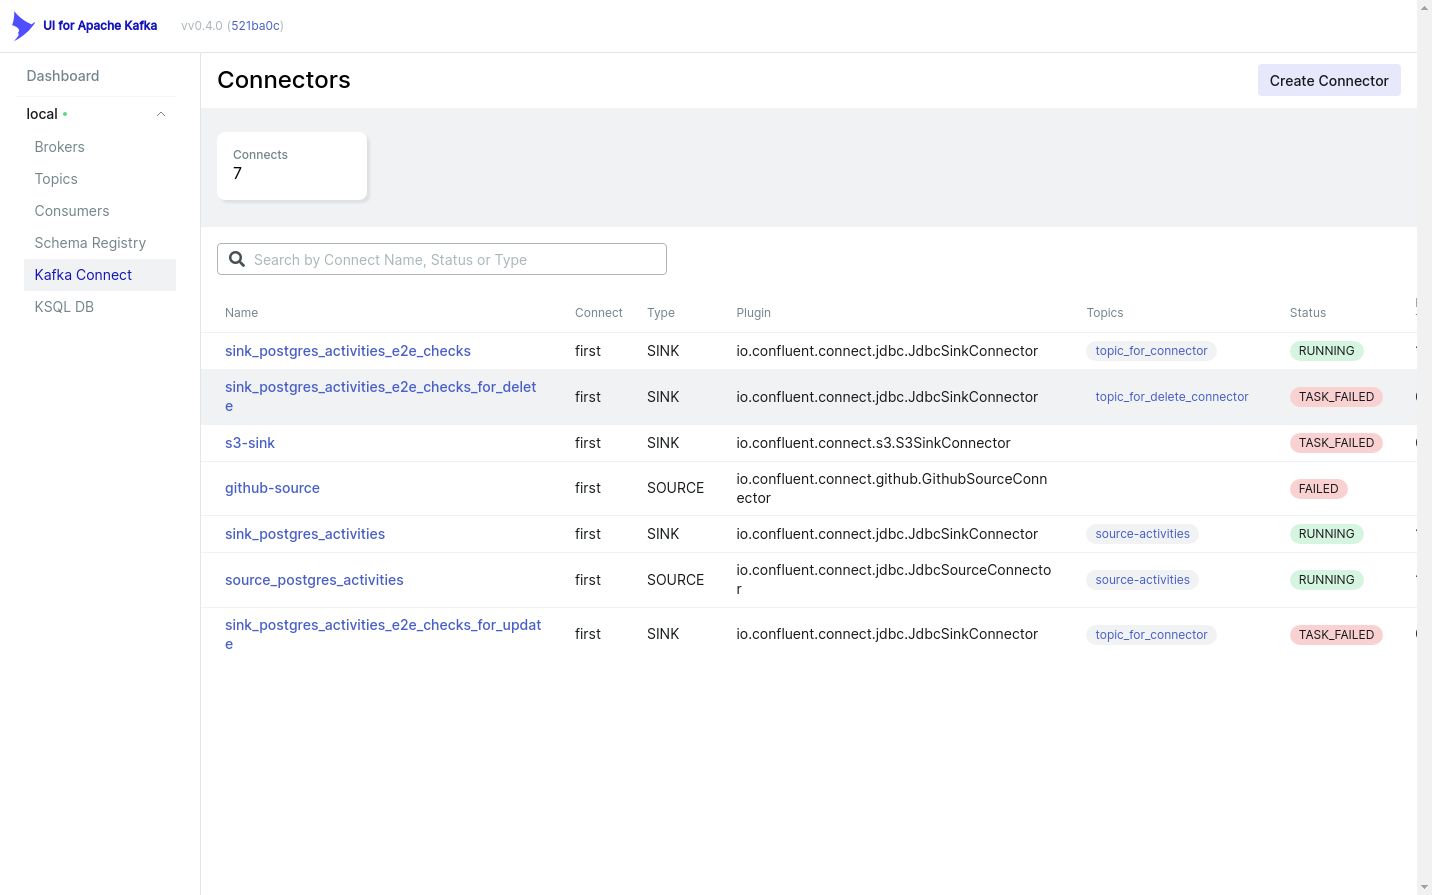 UI for Apache Kafka vv0.4.0 (521ba0c)
Dashboard
local
Brokers
Topics
Consumers
Schema Registry
Kafka Connect
KSQL DB
Connectors
Create Connector
Connects
7
Search by Connect Name, Status or Type
Name Connect Type Plugin Topics Status
sink_postgres_activities_e2e_checks first SINK io.confluent.connect.jdbc.JdbcSinkConnector topic_for_connector RUNNING
sink_postgres_activities_e2e_checks_for_delet
e first SINK io.confluent.connect.jdbc.JdbcSinkConnector topic_for_delete_connector TASK_FAILED
s3-sink first SINK io.confluent.connect.s3.S3SinkConnector TASK_FAILED
github-source first SOURCE io.confluent.connect.github.GithubSourceConn
ector FAILED
sink_postgres_activities first SINK io.confluent.connect.jdbc.JdbcSinkConnector source-activities RUNNING
source_postgres_activities first SOURCE io.confluent.connect.jdbc.JdbcSourceConnecto
r source-activities RUNNING
sink_postgres_activities_e2e_checks_for_updat
e first SINK io.confluent.connect.jdbc.JdbcSinkConnector topic_for_connector TASK_FAILED